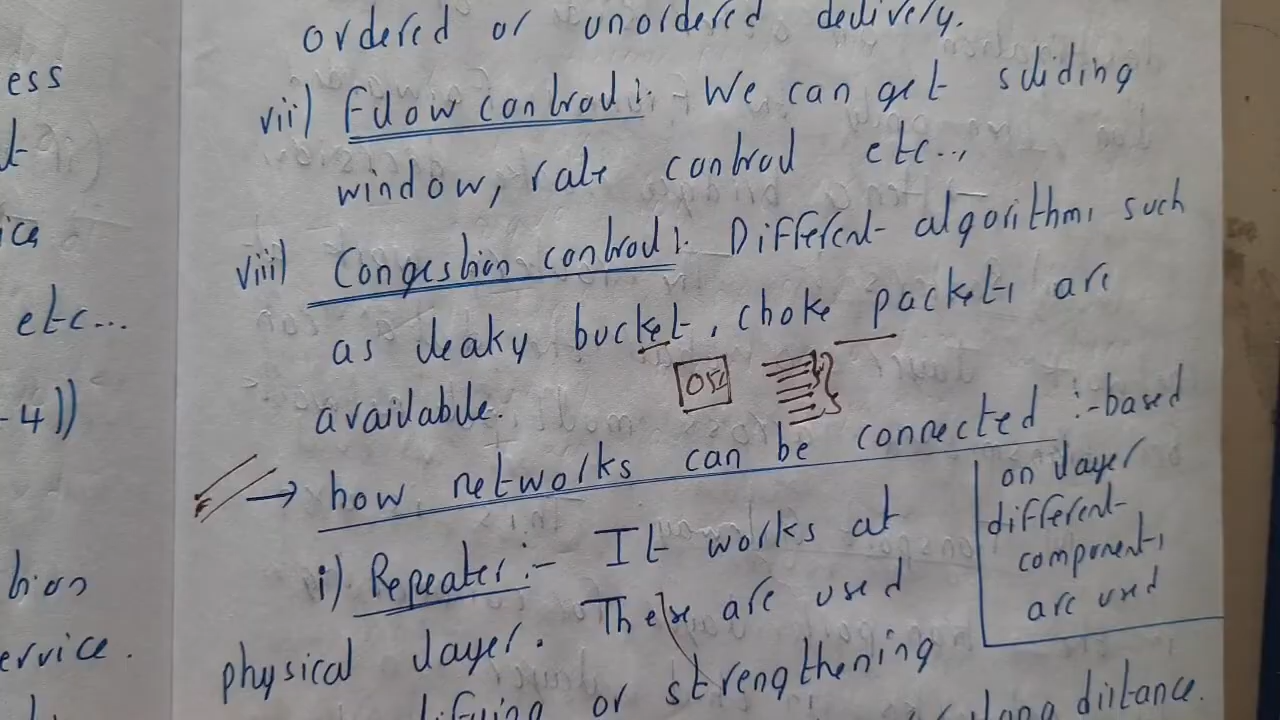 ess
etc...
-4))
ervice.
ordered or unordered delivery.
vii) Flow control :- We can get sliding
window, rate control etc..,
viii) Congestion control :- Different algorithms such
as leaky bucket, choke packets are
available.
OSI
→ how networks can be connected :- based
on layer
different
components
are used
i) Repeater :- It works at
physical layer. These are used
or strengthening
long distance.